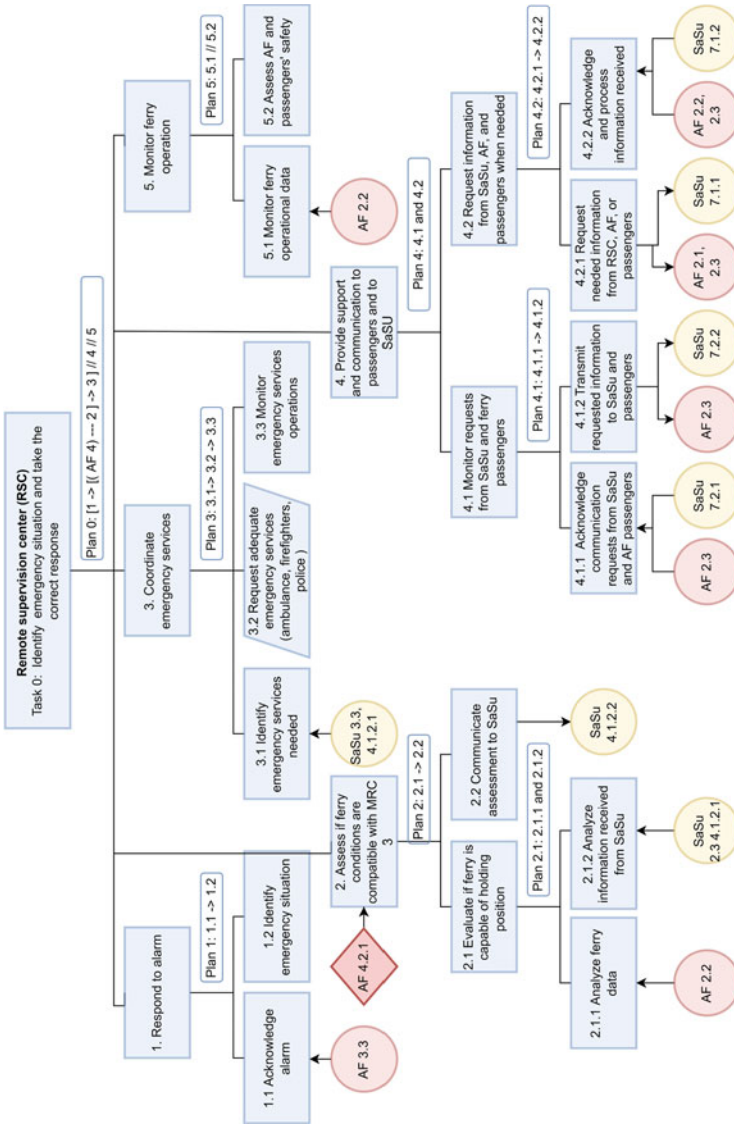 Remote supervision center (RSC)
Task 0: Identify emergency situation and take the
correct response
Plan 0: [1 -> [( AF 4) --- 2 ] -> 3 ] // 4 // 5
1. Respond to alarm
Plan 1: 1.1 -> 1.2
1.1 Acknowledge
alarm
AF 3.3
1.2 Identify
emergency situation
AF 4.2.1
2. Assess if ferry
conditions are
compatible with MRC
3
Plan 2: 2.1 -> 2.2
2.1 Evaluate if ferry is
capable of holding
position
Plan 2.1: 2.1.1 and 2.1.2
2.1.1 Analyze ferry
data
AF 2.2
2.1.2 Analyze
information received
from SaSu
SaSu
2.3 4.1.2.1
2.2 Communicate
assessment to SaSu
SaSu
4.1.2.2
3. Coordinate
emergency services
Plan 3: 3.1-> 3.2 -> 3.3
3.1 Identify
emergency services
needed
SaSu 3.3,
4.1.2.1
3.2 Request adequate
emergency services
(ambulance, firefighters,
police )
3.3 Monitor
emergency services
operations
4. Provide support
and communication to
passengers and to
SaSU
Plan 4: 4.1 and 4.2
4.1 Monitor requests
from SaSu and ferry
passengers
Plan 4.1: 4.1.1 -> 4.1.2
4.1.1 Acknowledge
communication
requests from SaSu
and AF passengers
AF 2.3
SaSu
7.2.1
4.1.2 Transmit
requested information
to SaSu and
passengers
AF 2.3
SaSu
7.2.2
4.2 Request information
from SaSu, AF, and
passengers when needed
Plan 4.2: 4.2.1 -> 4.2.2
4.2.1 Request
needed information
from RSC, AF, or
passengers
AF 2.1,
2.3
SaSu
7.1.1
4.2.2 Acknowledge
and process
information received
AF 2.2,
2.3
SaSu
7.1.2
5. Monitor ferry
operation
Plan 5: 5.1 // 5.2
5.1 Monitor ferry
operational data
AF 2.2
5.2 Assess AF and
passengers' safety